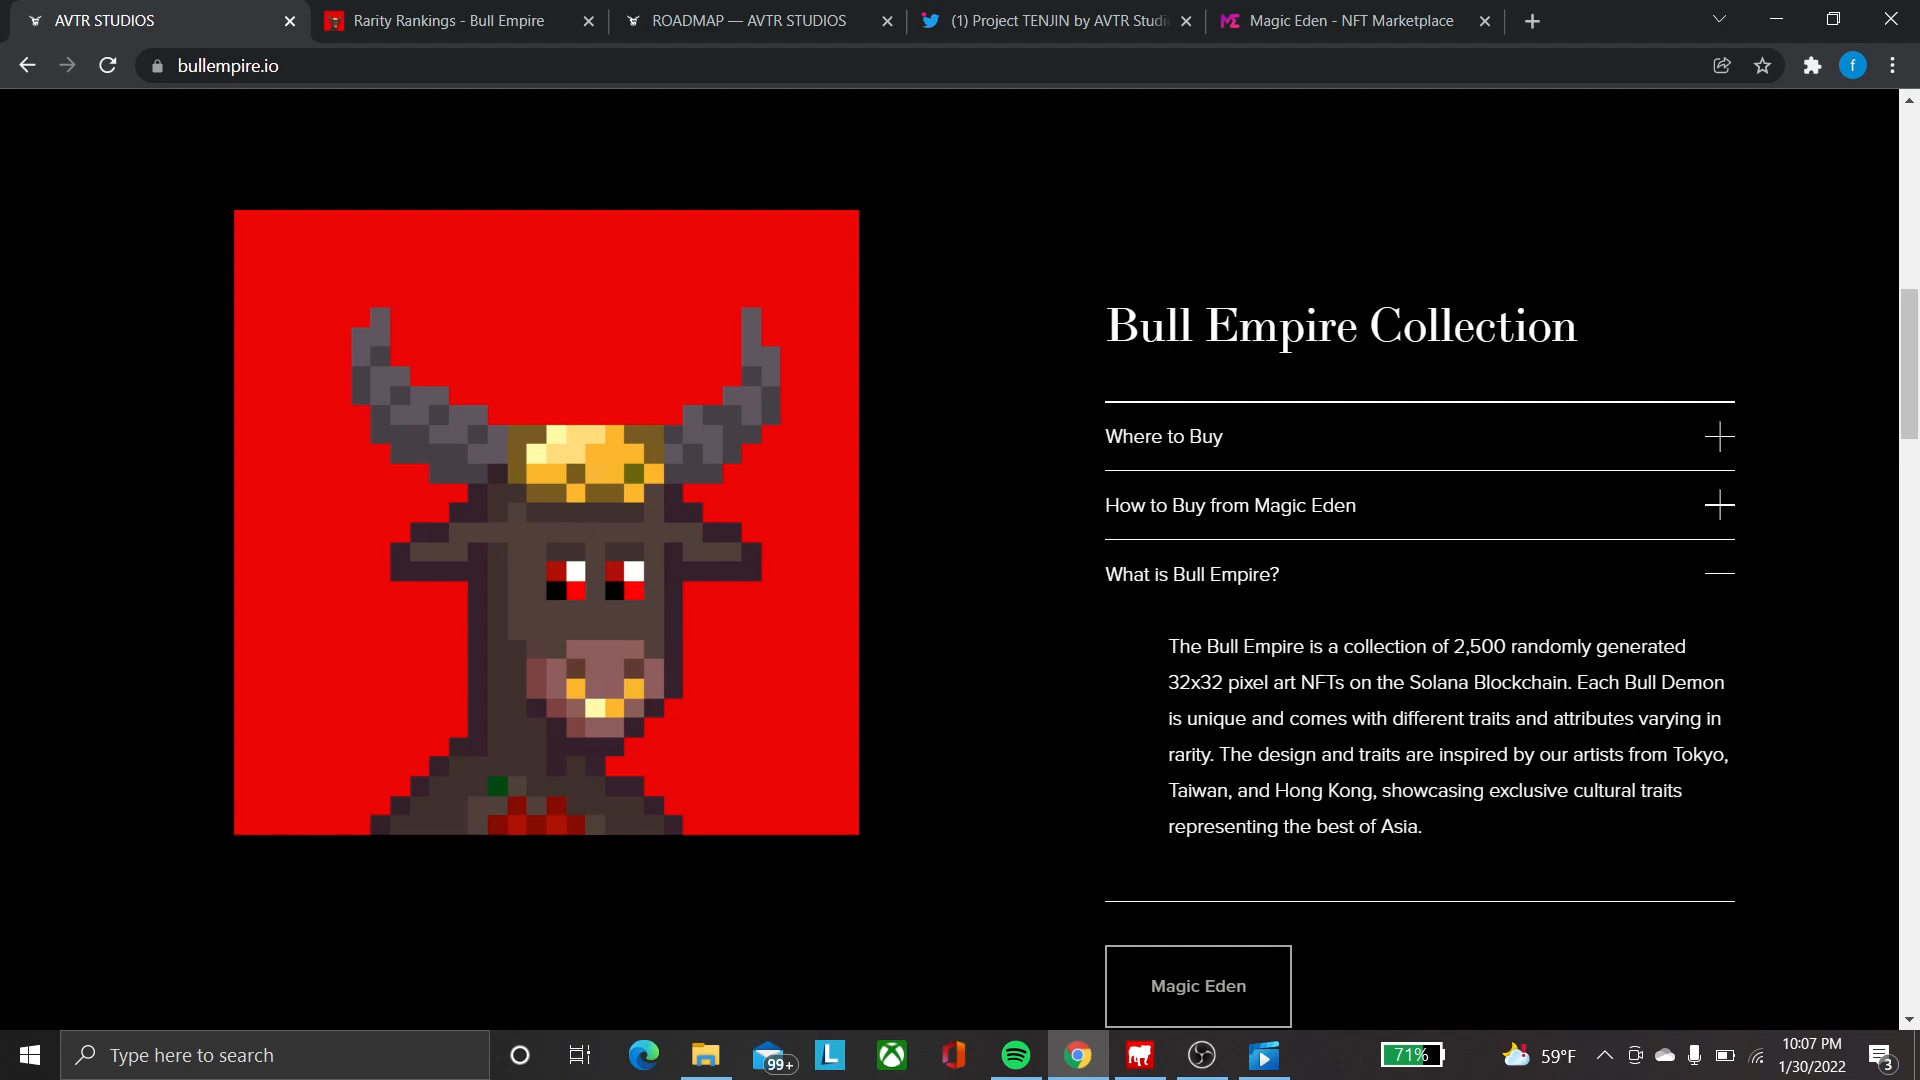 AVTR STUDIOS
Rarity Rankings - Bull Empire
ROADMAP — AVTR STUDIOS
(1) Project TENJIN by AVTR Studi
Magic Eden - NFT Marketplace
bullempire.io
f
Bull Empire Collection
Where to Buy
How to Buy from Magic Eden
What is Bull Empire?
The Bull Empire is a collection of 2,500 randomly generated
32x32 pixel art NFTs on the Solana Blockchain. Each Bull Demon
is unique and comes with different traits and attributes varying in
rarity. The design and traits are inspired by our artists from Tokyo,
Taiwan, and Hong Kong, showcasing exclusive cultural traits
representing the best of Asia.
Magic Eden
Type here to search
99+
L
71%
59°F
10:07 PM
1/30/2022
3